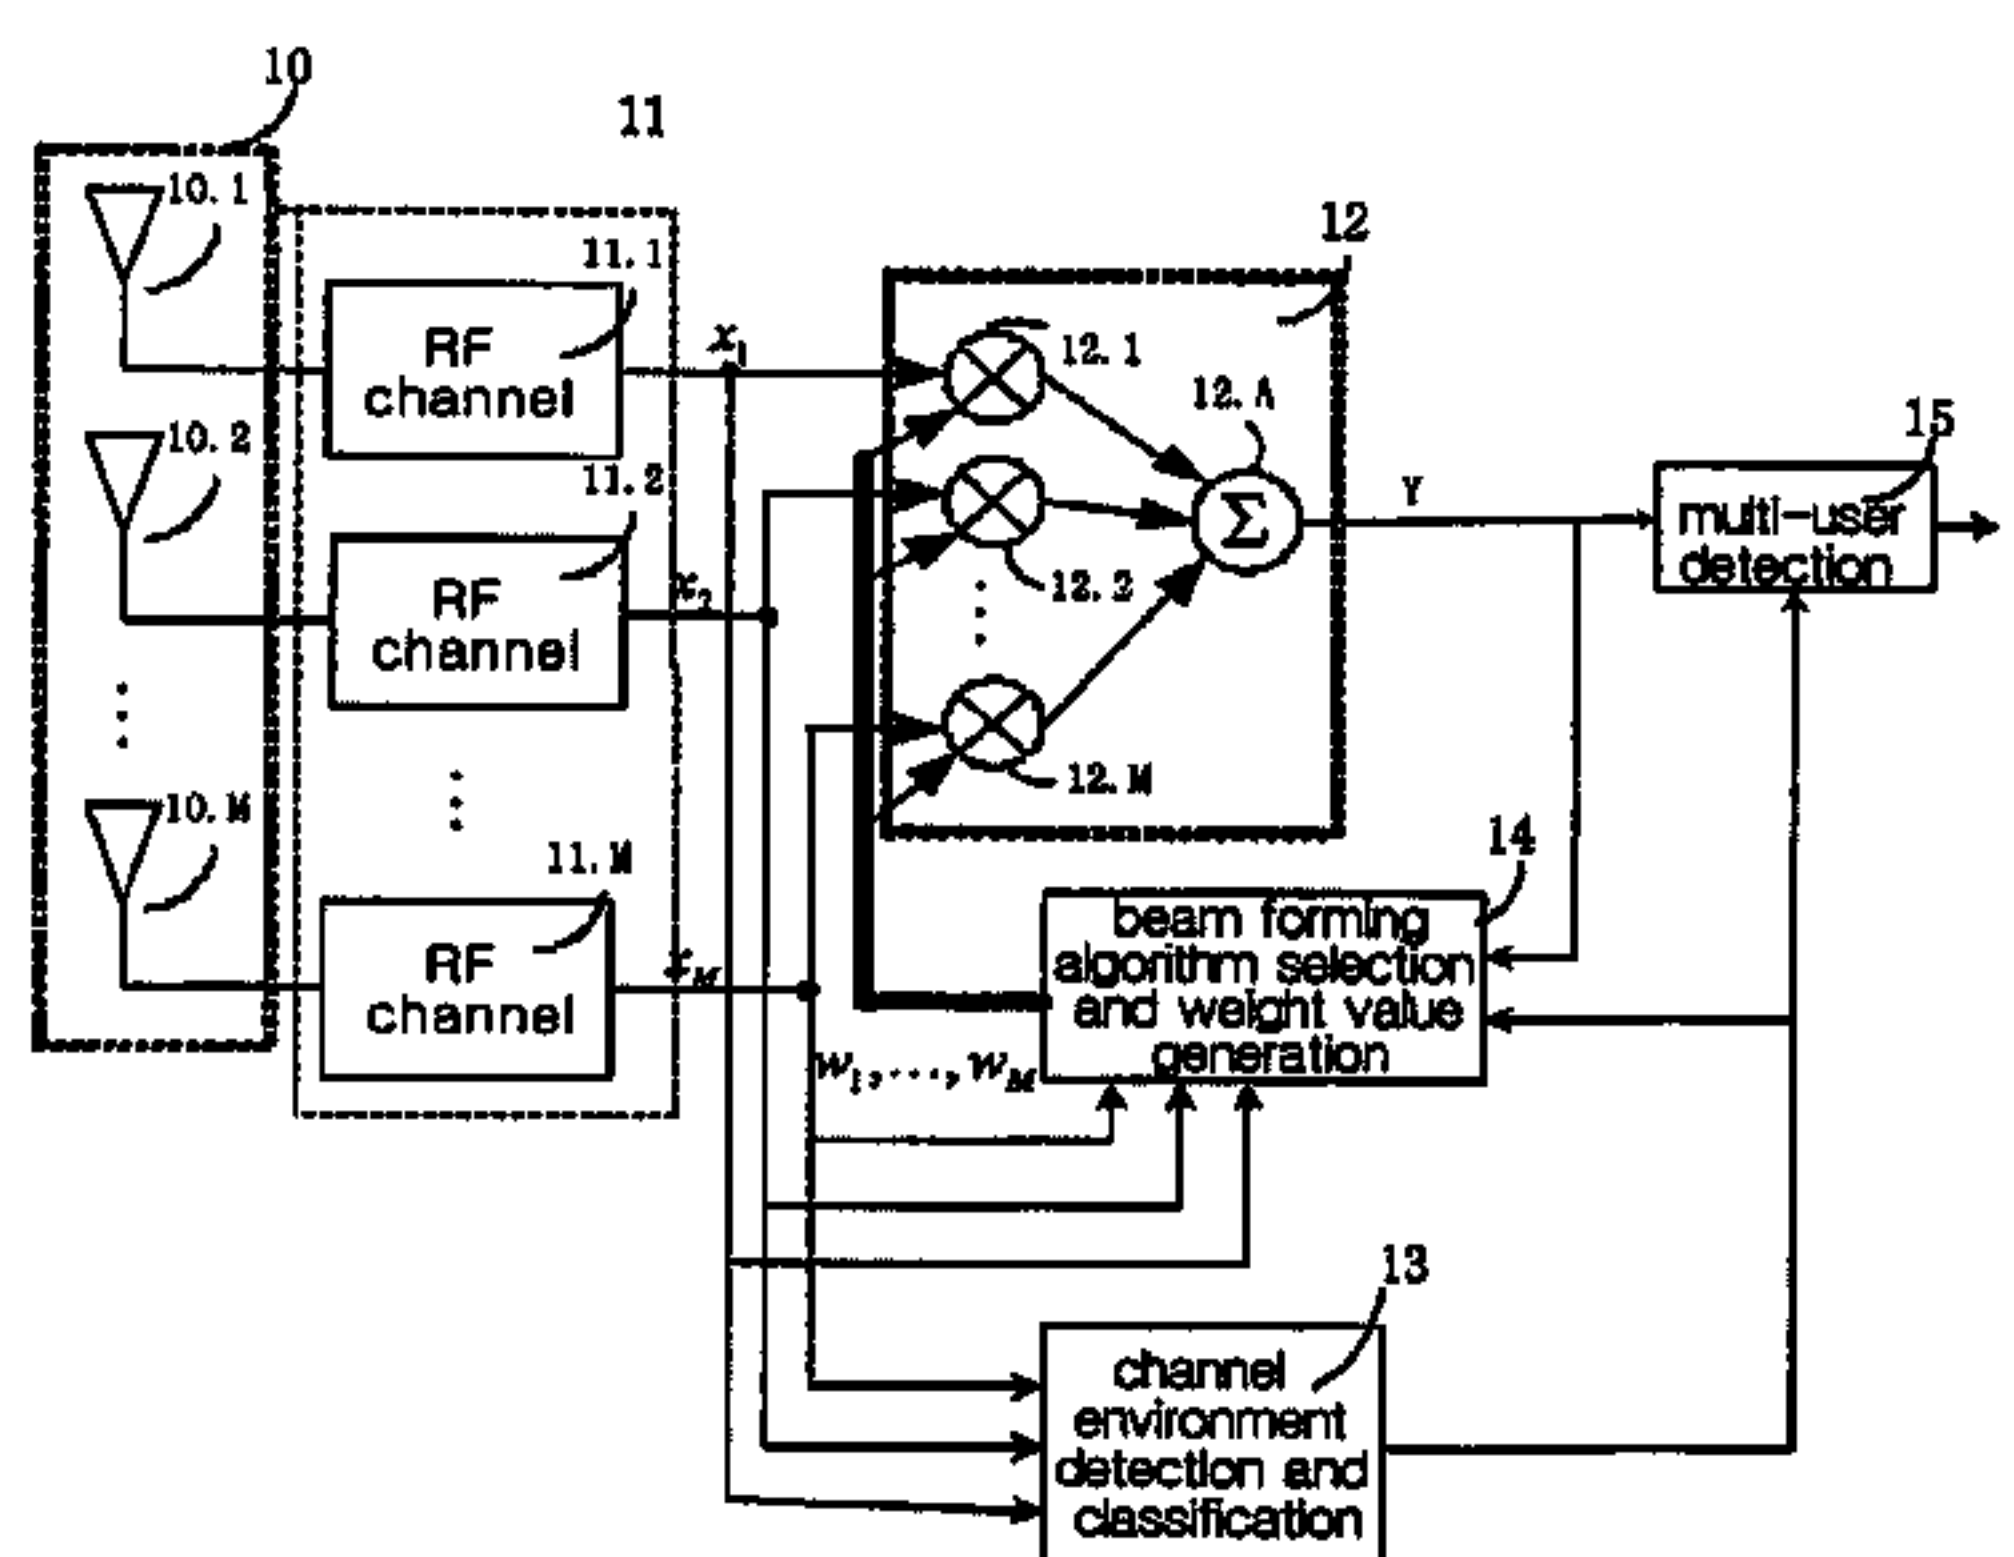 10
11
10.1
12
11.1
RF
channel
x1
12.1
12.A
15
10.2
11.2
Y
multi-user
detection
RF
channel
x2
12.2
10.M
12.M
14
11.M
RF
channel
xM
beam forming
algorithm selection
and weight value
generation
w1,...,wM
13
channel
environment
detection and
classification
Σ